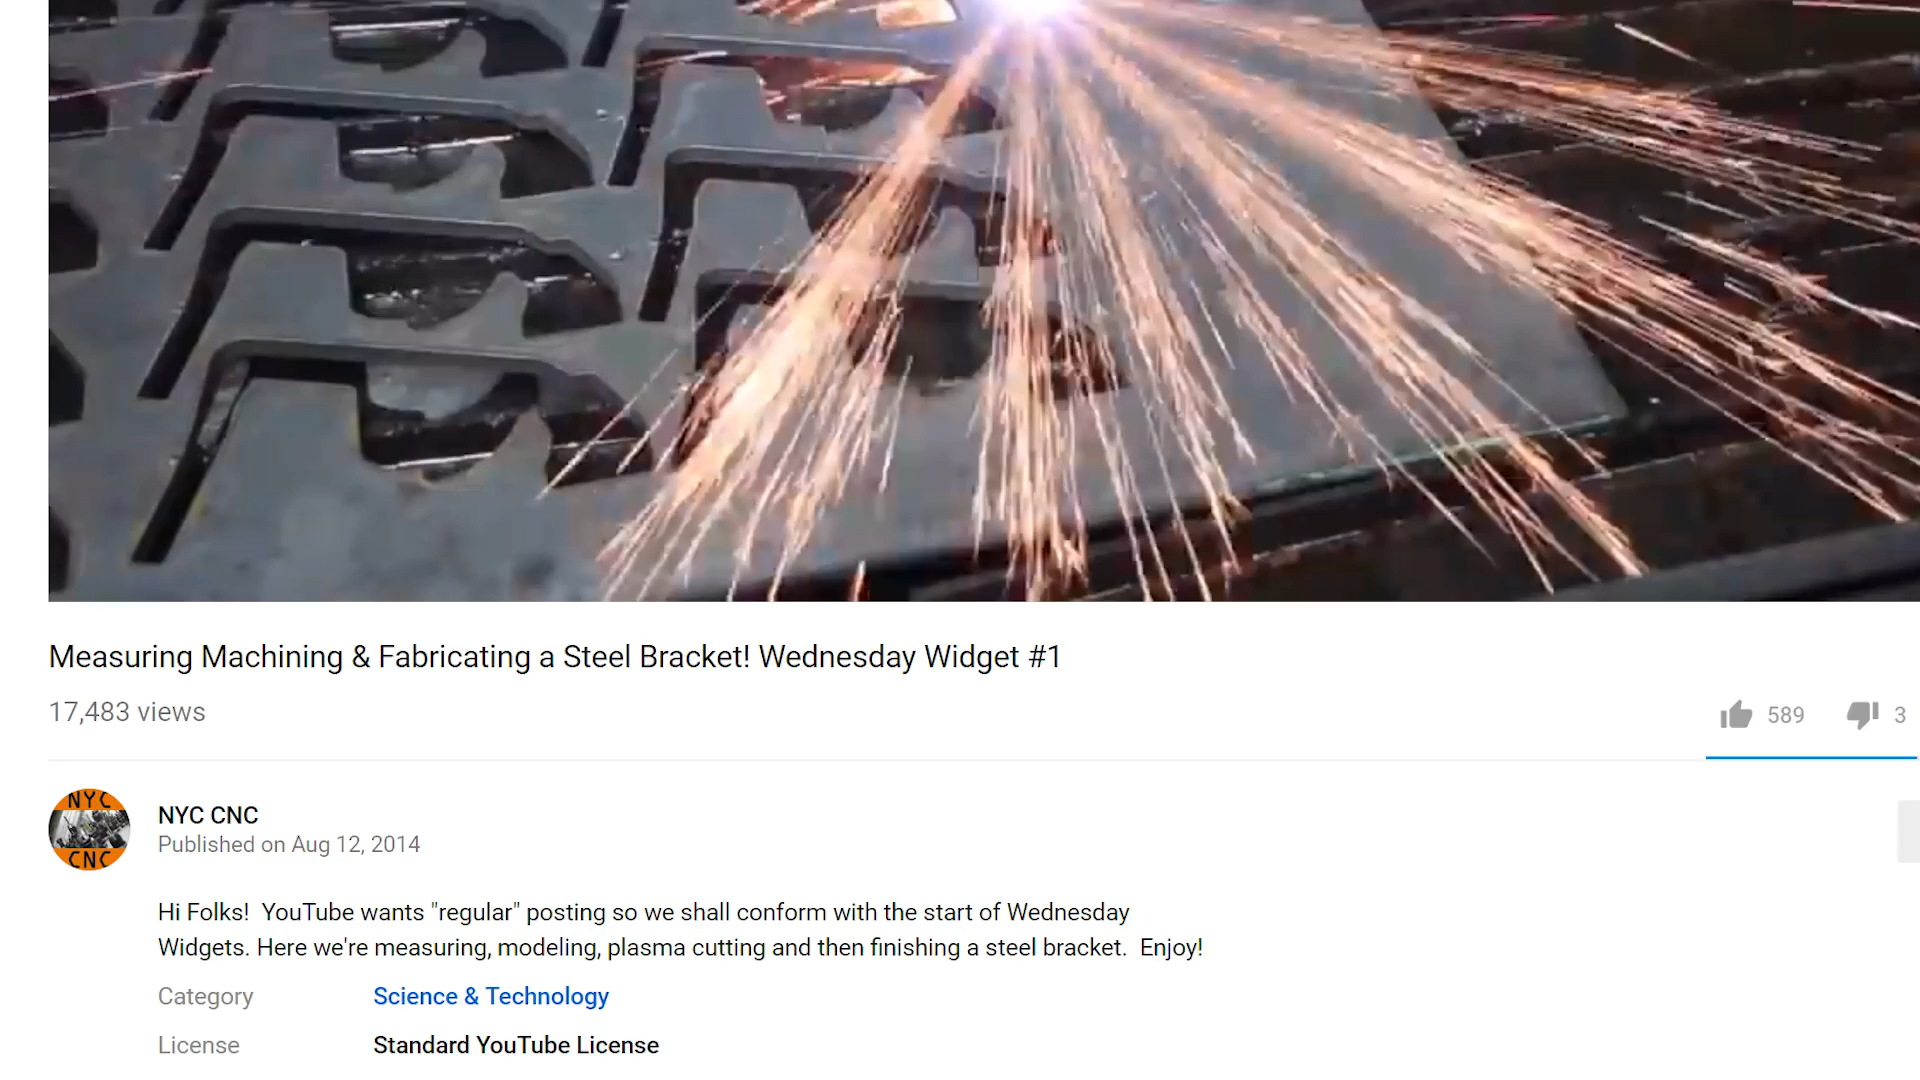 Measuring Machining & Fabricating a Steel Bracket! Wednesday Widget #1
17,483 views
589
3
NYC
CNC
NYC CNC
Published on Aug 12, 2014
Hi Folks!  YouTube wants "regular" posting so we shall conform with the start of Wednesday
Widgets. Here we're measuring, modeling, plasma cutting and then finishing a steel bracket.  Enjoy!
Category
Science & Technology
License
Standard YouTube License